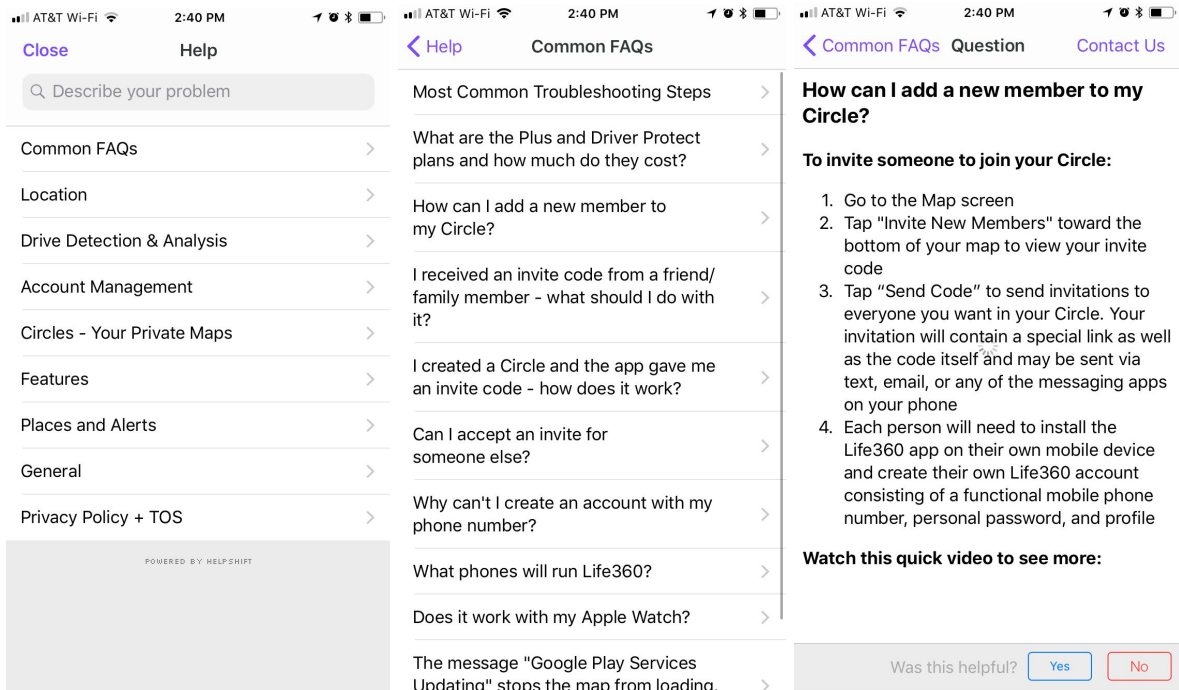 AT&T Wi-Fi 2:40 PM
Close Help
Describe your problem
Common FAQs
Location
Drive Detection & Analysis
Account Management
Circles - Your Private Maps
Features
Places and Alerts
General
Privacy Policy + TOS
POWERED BY HELPSHIFT
AT&T Wi-Fi 2:40 PM
Help Common FAQs
Most Common Troubleshooting Steps
What are the Plus and Driver Protect
plans and how much do they cost?
How can I add a new member to
my Circle?
I received an invite code from a friend/
family member - what should I do with
it?
I created a Circle and the app gave me
an invite code - how does it work?
Can I accept an invite for
someone else?
Why can't I create an account with my
phone number?
What phones will run Life360?
Does it work with my Apple Watch?
The message "Google Play Services
Updating" stops the map from loading.
AT&T Wi-Fi 2:40 PM
Common FAQs Question Contact Us
How can I add a new member to my
Circle?
To invite someone to join your Circle:
1. Go to the Map screen
2. Tap "Invite New Members" toward the
bottom of your map to view your invite
code
3. Tap “Send Code” to send invitations to
everyone you want in your Circle. Your
invitation will contain a special link as well
as the code itself and may be sent via
text, email, or any of the messaging apps
on your phone
4. Each person will need to install the
Life360 app on their own mobile device
and create their own Life360 account
consisting of a functional mobile phone
number, personal password, and profile
Watch this quick video to see more:
Was this helpful? Yes No